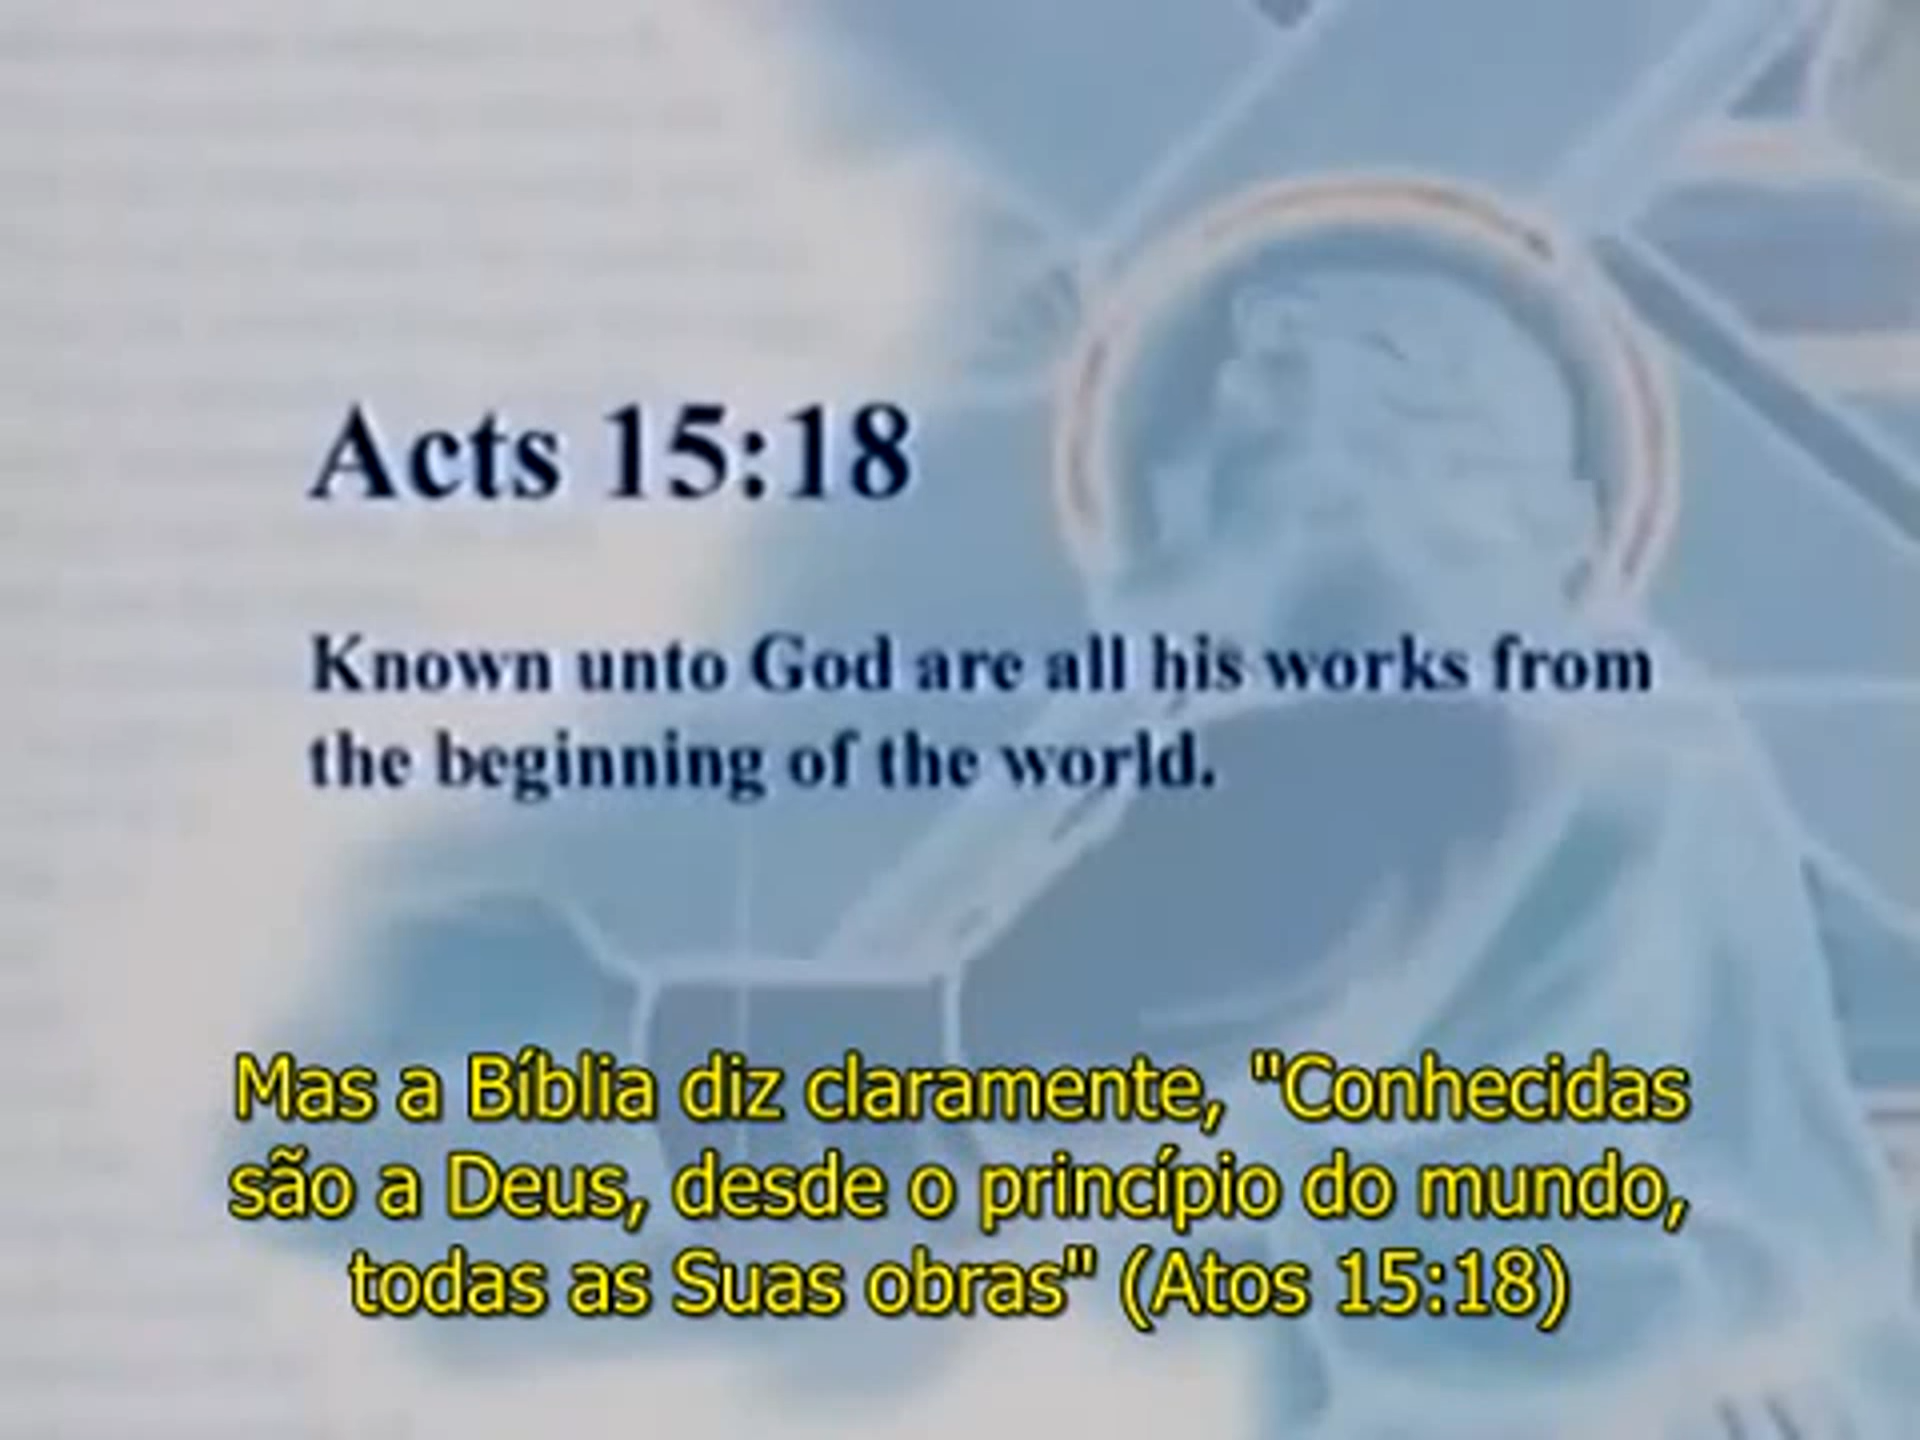 Acts 15:18
Known unto God are all his works from
the beginning of the world.
Mas a Bíblia diz claramente, "Conhecidas
são a Deus, desde o princípio do mundo,
todas as Suas obras" (Atos 15:18)